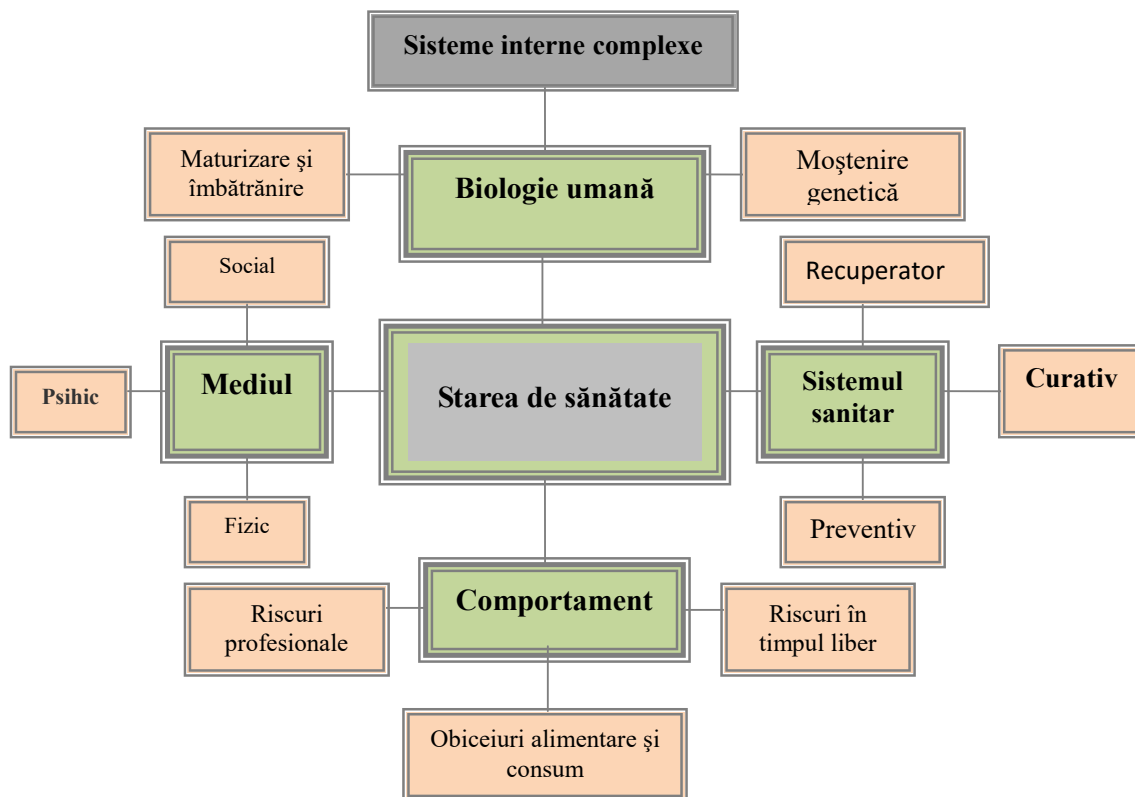 Sisteme interne complexe
Maturizare şi
îmbătrănire
Biologie umană
Moştenire
genetică
Social
Recuperator
Psihic
Mediul
Starea de sănătate
Sistemul
sanitar
Curativ
Fizic
Preventiv
Riscuri
profesionale
Comportament
Riscuri în
timpul liber
Obiceiuri alimentare şi
consum